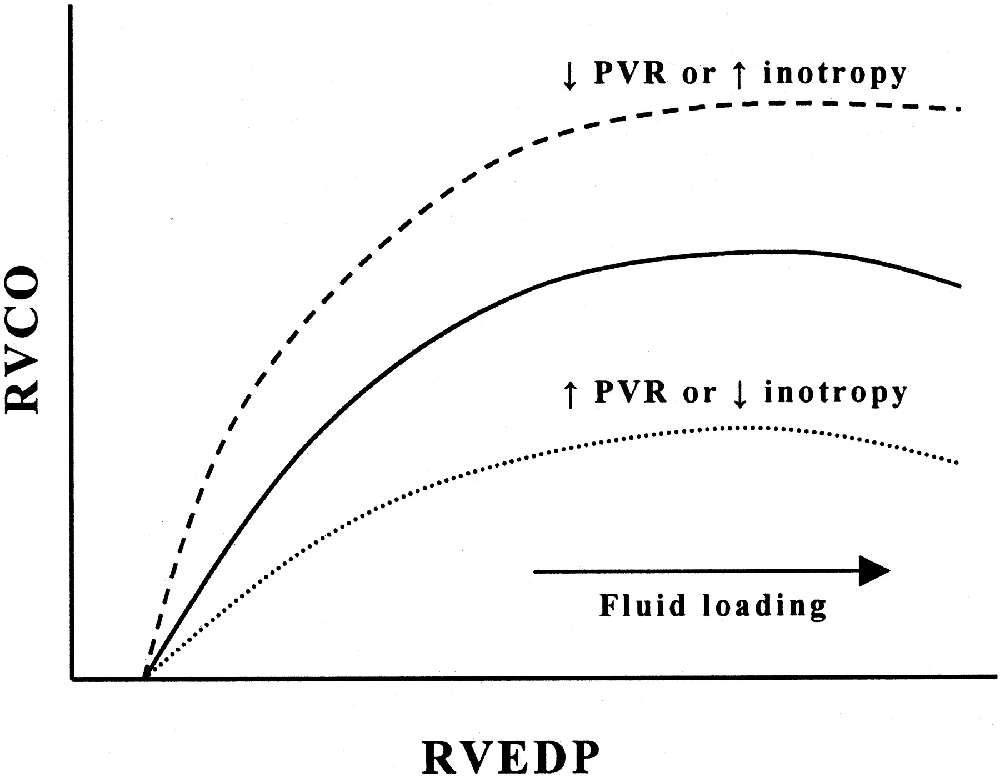 ↓ PVR or ↑ inotropy
RVCO
↑ PVR or ↓ inotropy
Fluid loading
RVEDP